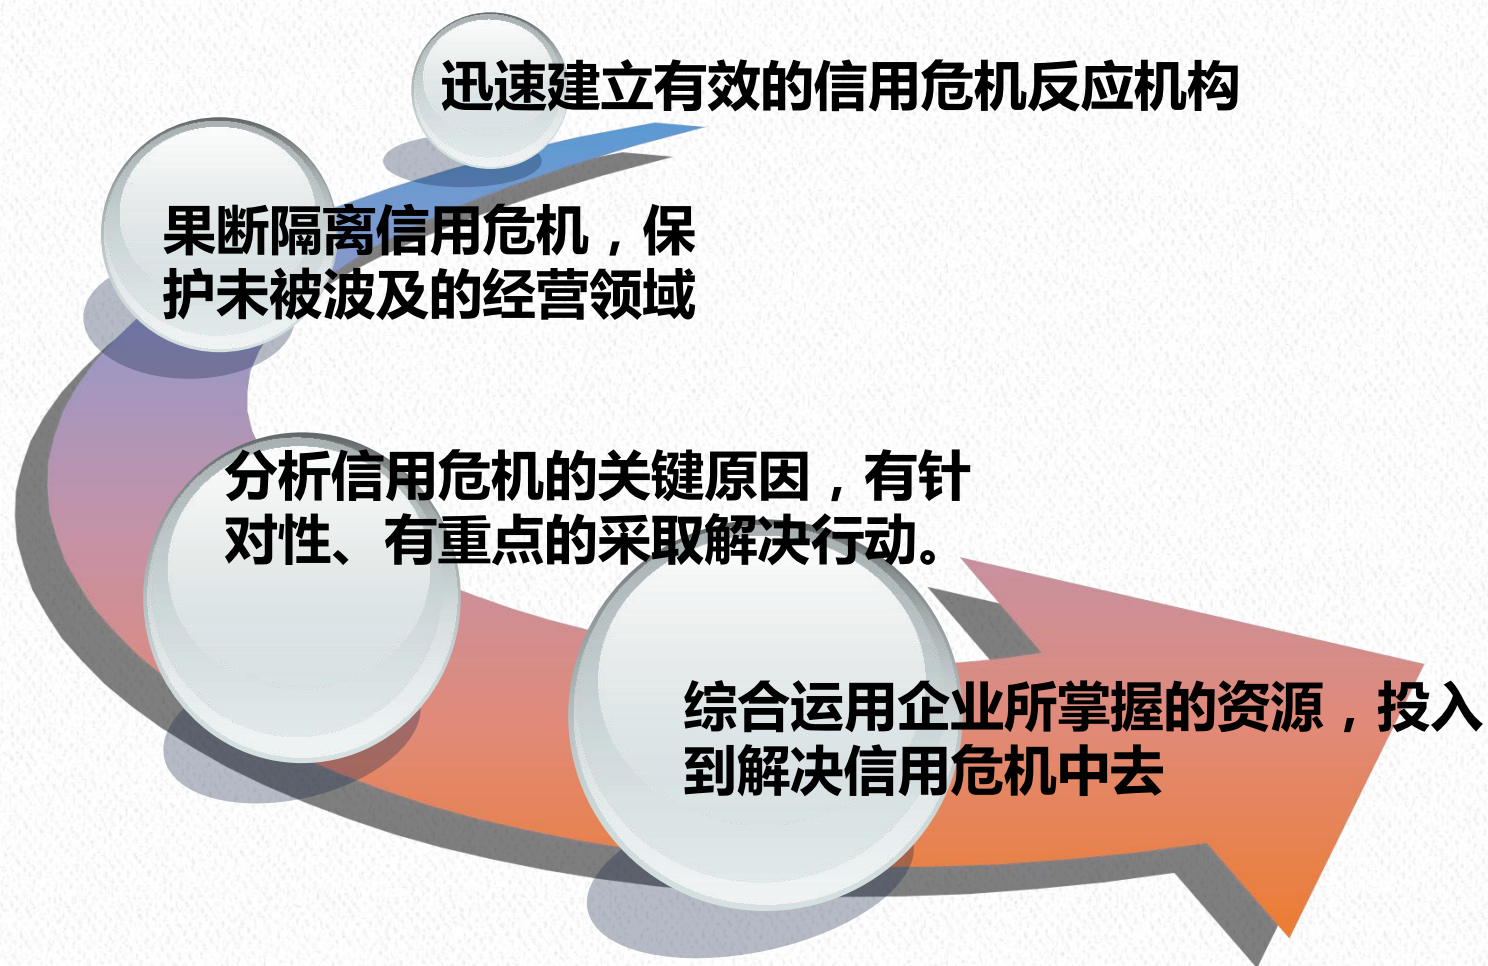 迅速建立有效的信用危机反应机构
果断隔离信用危机，保
护未被波及的经营领域
分析信用危机的关键原因，有针
对性、有重点的采取解决行动。
综合运用企业所掌握的资源，投入
到解决信用危机中去